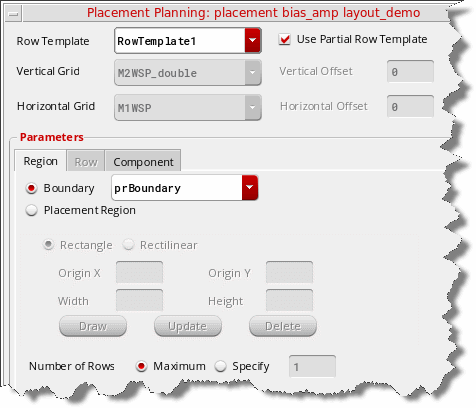 Placement Planning: placement bias_amp layout_demo
Row Template RowTemplate1 Use Partial Row Template
Vertical Grid M2WSP_double Vertical Offset 0
Horizontal Grid M1WSP Horizontal Offset 0
Parameters
Region Row Component
Boundary prBoundary
Placement Region
Rectangle Rectilinear
Origin X Origin Y
Width Height
Draw Update Delete
Number of Rows Maximum Specify 1